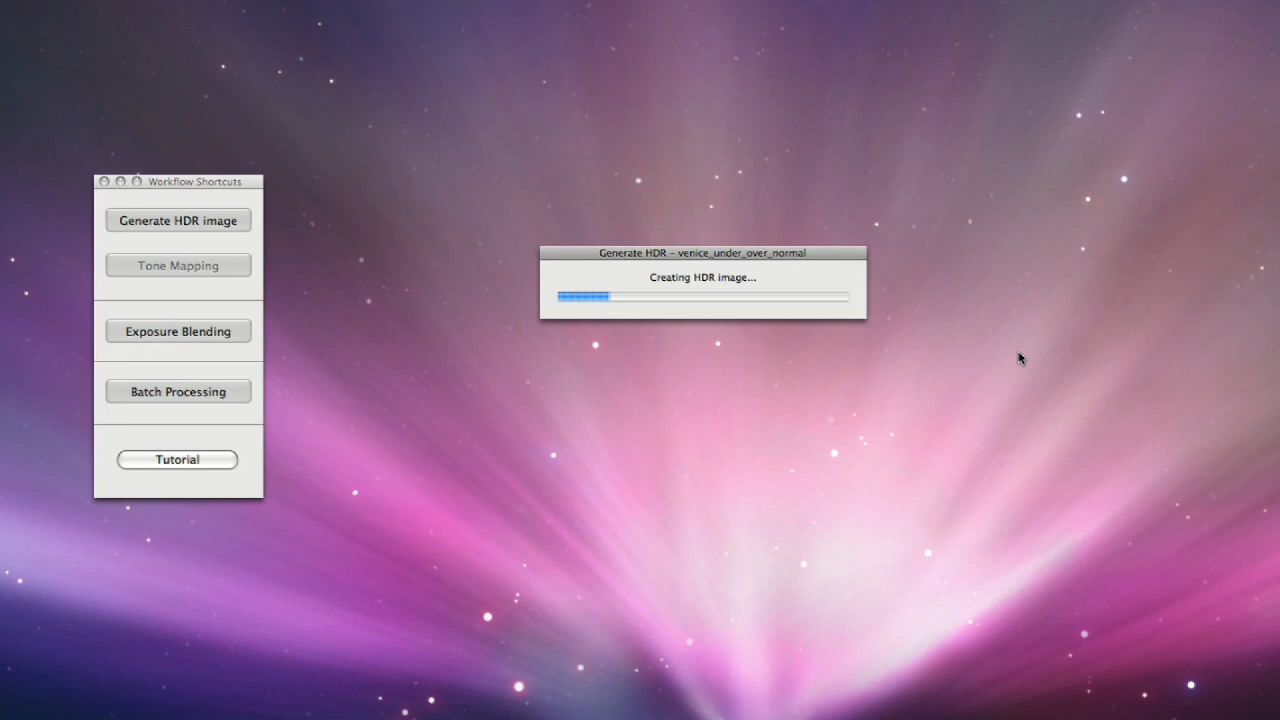 Workflow Shortcuts
Generate HDR image
Tone Mapping
Exposure Blending
Batch Processing
Tutorial
Generate HDR - venice_under_over_normal
Creating HDR image...